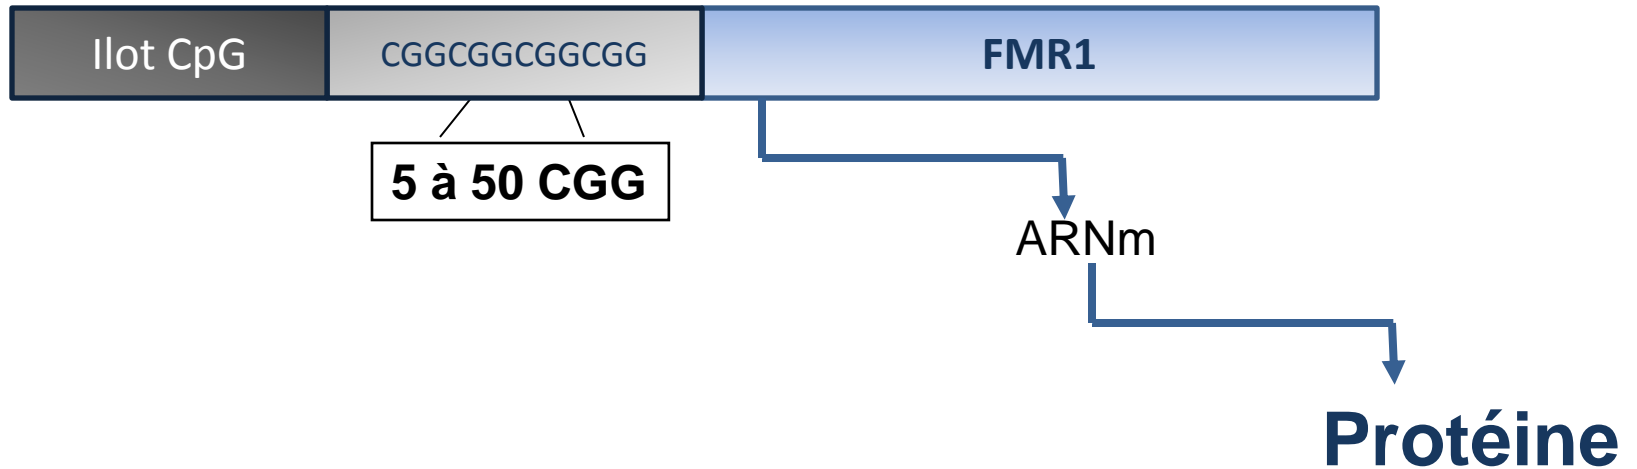 Ilot CpG
CGGCGGCGGCGG
FMR1
5 à 50 CGG
ARNm
Protéine